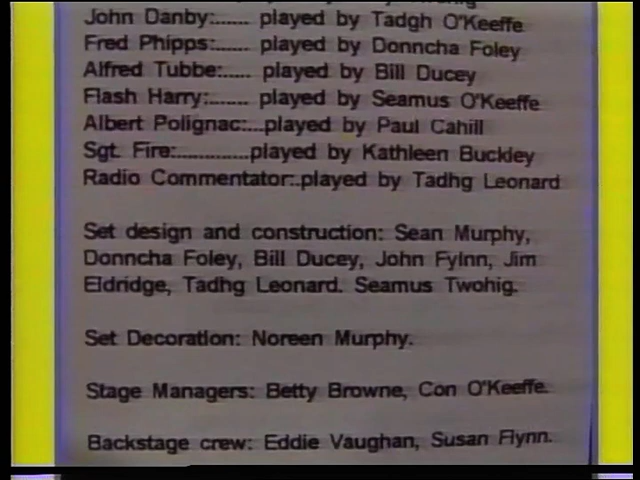 John Danby:...... played by Tadgh O'Keeffe
Fred Phipps:...... played by Donncha Foley
Alfred Tubbe:..... played by Bill Ducey
Flash Harry:....... played by Seamus O'Keeffe
Albert Polignac:...played by Paul Cahill
Sgt. Fire:.............played by Kathleen Buckley
Radio Commentator:.played by Tadhg Leonard
Set design and construction: Sean Murphy,
Donncha Foley, Bill Ducey, John Fylnn, Jim
Eldridge, Tadhg Leonard. Seamus Twohig.
Set Decoration: Noreen Murphy.
Stage Managers: Betty Browne, Con O'Keeffe.
Backstage crew: Eddie Vaughan, Susan Flynn.